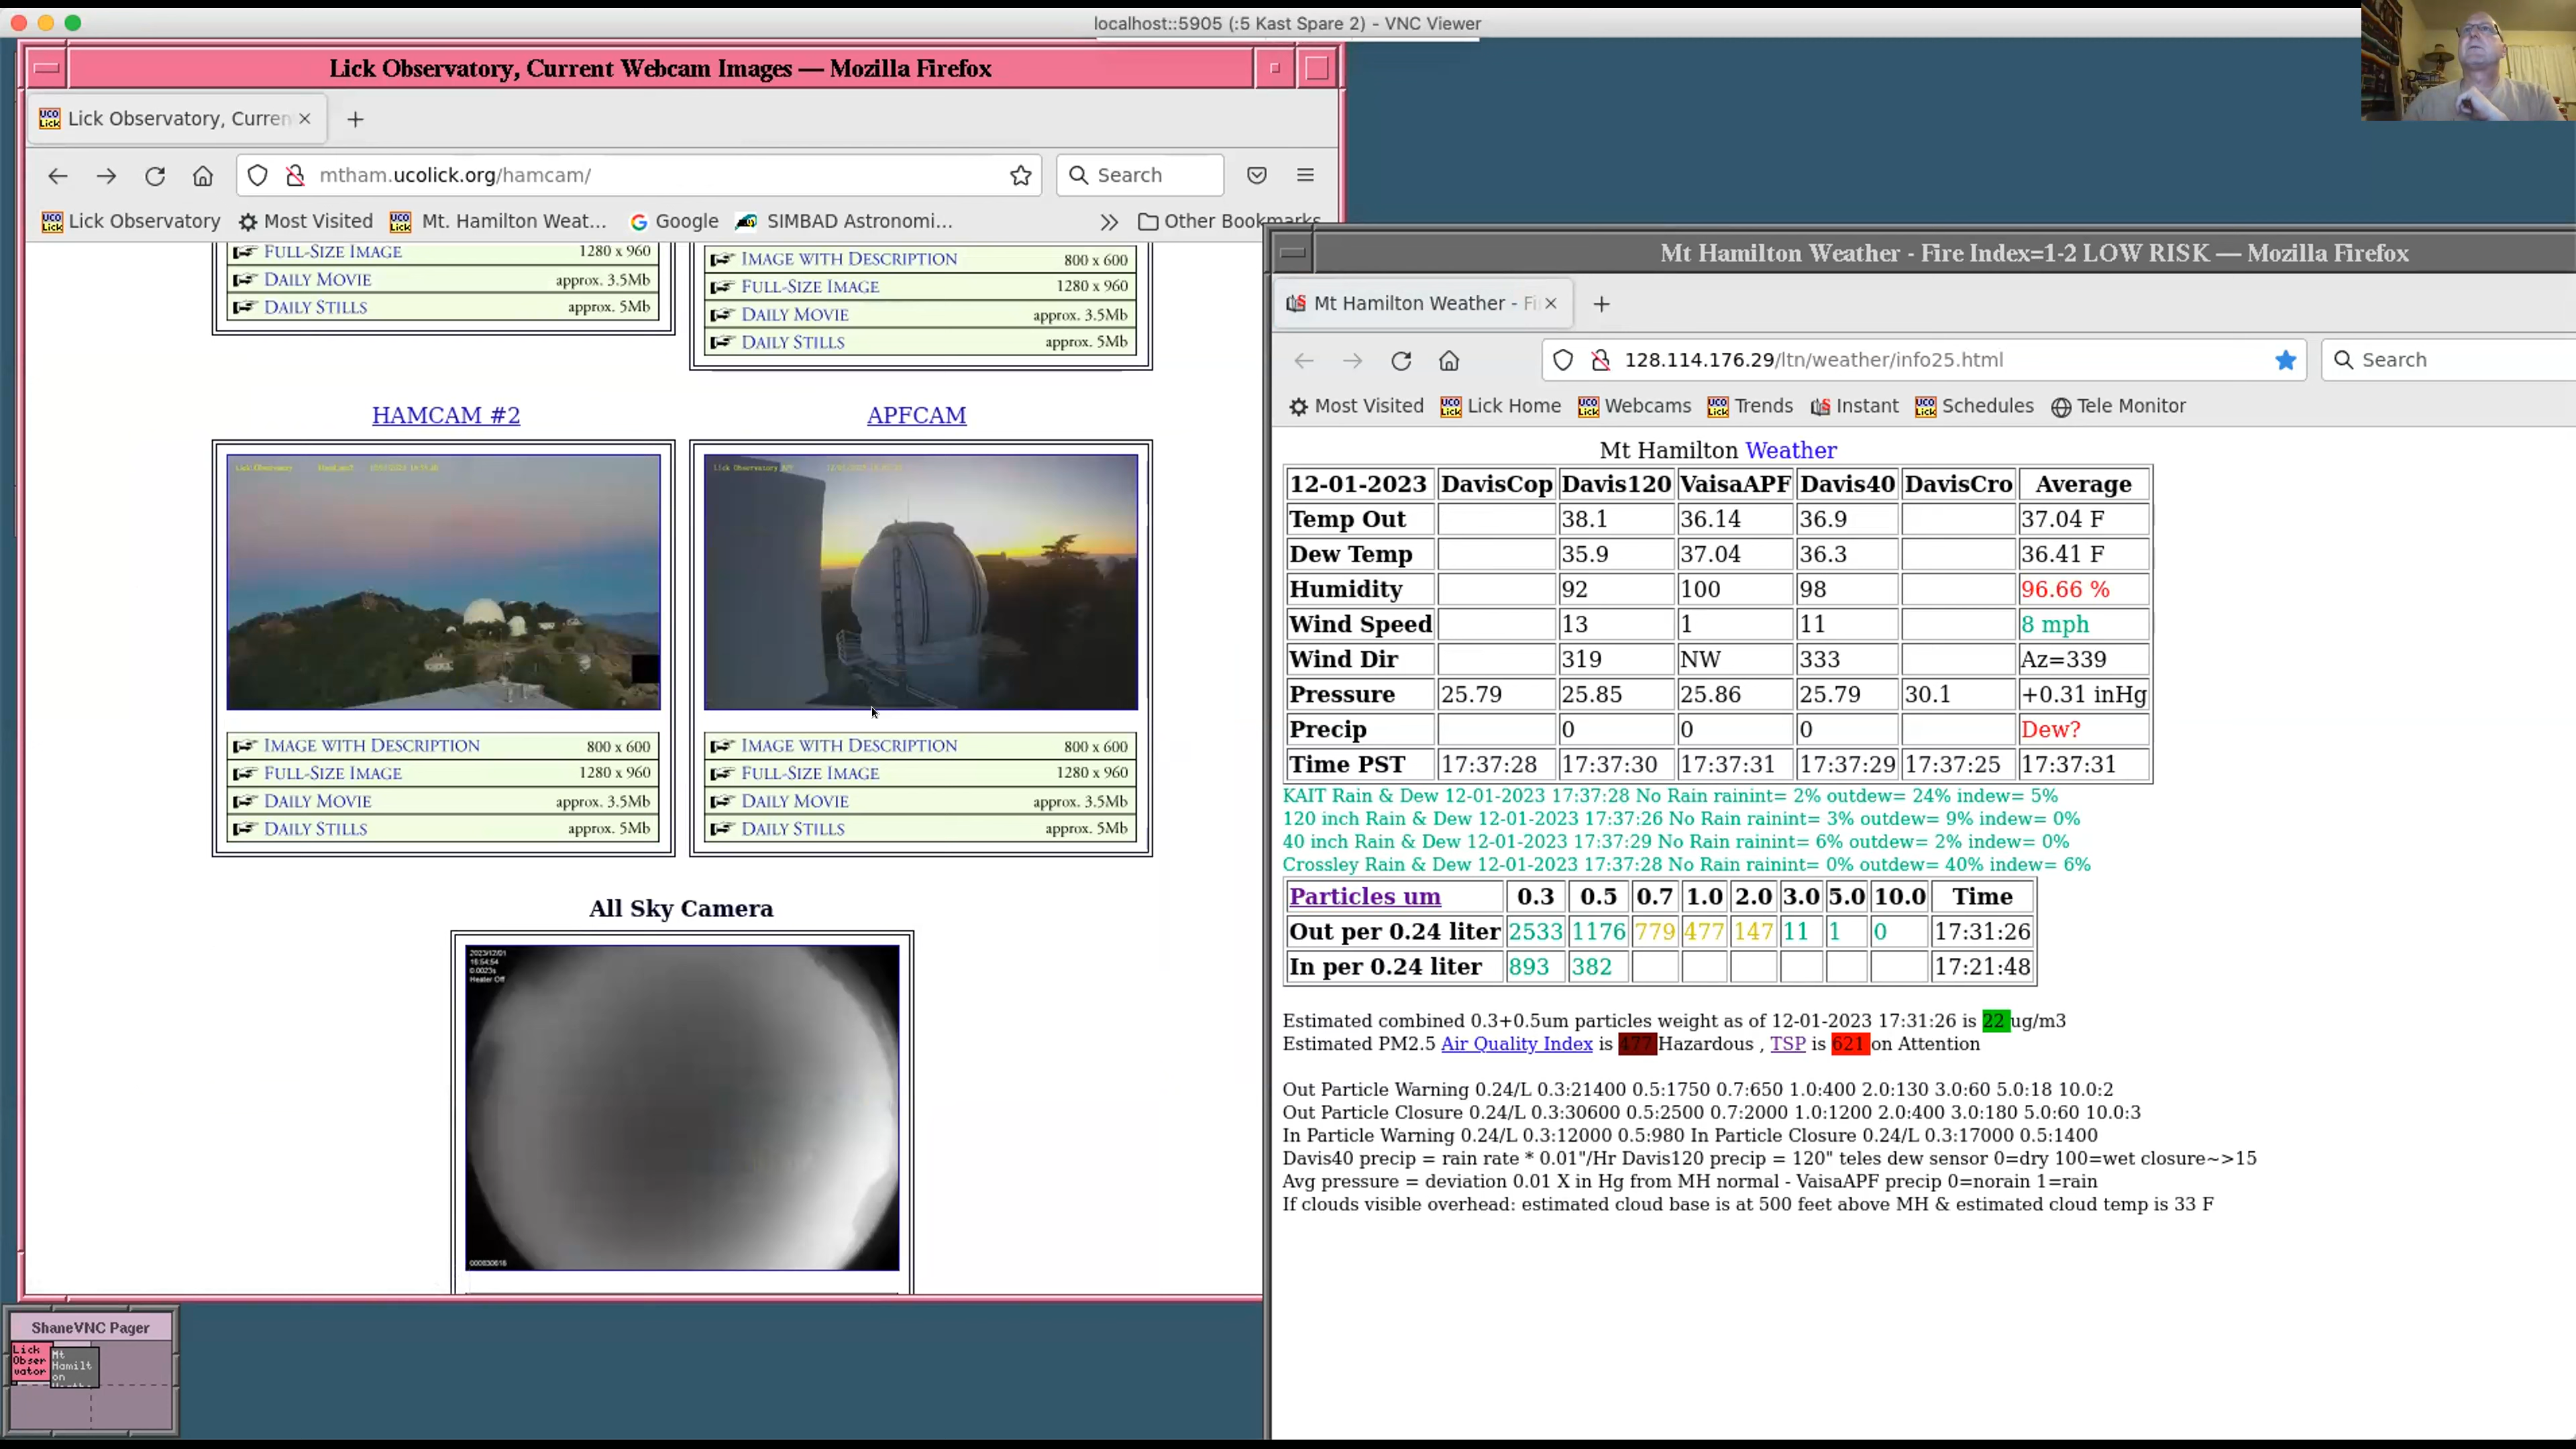 localhost::5905 (:5 Kast Spare 2) - VNC Viewer
Lick Observatory, Current Webcam Images — Mozilla Firefox
UCO Lick Lick Observatory, Curren
mtham.ucolick.org/hamcam/ Search
Lick Observatory Most Visited Mt. Hamilton Weat... Google SIMBAD Astronomi... Other Bookmarks
FULL-SIZE IMAGE 1280 x 960
DAILY MOVIE approx. 3.5Mb
DAILY STILLS approx. 5Mb
IMAGE WITH DESCRIPTION 800 x 600
FULL-SIZE IMAGE 1280 x 960
DAILY MOVIE approx. 3.5Mb
DAILY STILLS approx. 5Mb
HAMCAM #2
Lick Observatory
IMAGE WITH DESCRIPTION 800 x 600
FULL-SIZE IMAGE 1280 x 960
DAILY MOVIE approx. 3.5Mb
DAILY STILLS approx. 5Mb
APFCAM
Lick Observatory
IMAGE WITH DESCRIPTION 800 x 600
FULL-SIZE IMAGE 1280 x 960
DAILY MOVIE approx. 3.5Mb
DAILY STILLS approx. 5Mb
All Sky Camera
2023/12/01
16:54:54
0.0023s
Heater Off
ShaneVNC Pager
Lick
Obser
vator
Mt
Hamilt
on
Mt Hamilton Weather - Fire Index=1-2 LOW RISK — Mozilla Firefox
Mt Hamilton Weather - Fi
128.114.176.29/ltn/weather/info25.html Search
Most Visited Lick Home Webcams Trends Instant Schedules Tele Monitor
Mt Hamilton Weather
12-01-2023 DavisCop Davis120 VaisaAPF Davis40 DavisCro Average
Temp Out 38.1 36.14 36.9 37.04 F
Dew Temp 35.9 37.04 36.3 36.41 F
Humidity 92 100 98 96.66 %
Wind Speed 13 1 11 8 mph
Wind Dir 319 NW 333 Az=339
Pressure 25.79 25.85 25.86 25.79 30.1 +0.31 inHg
Precip 0 0 0 Dew?
Time PST 17:37:28 17:37:30 17:37:31 17:37:29 17:37:25 17:37:31
KAIT Rain & Dew 12-01-2023 17:37:28 No Rain rainint= 2% outdew= 24% indew= 5%
120 inch Rain & Dew 12-01-2023 17:37:26 No Rain rainint= 3% outdew= 9% indew= 0%
40 inch Rain & Dew 12-01-2023 17:37:29 No Rain rainint= 6% outdew= 2% indew= 0%
Crossley Rain & Dew 12-01-2023 17:37:28 No Rain rainint= 0% outdew= 40% indew= 6%
Particles um 0.3 0.5 0.7 1.0 2.0 3.0 5.0 10.0 Time
Out per 0.24 liter 2533 1176 779 477 147 11 1 0 17:31:26
In per 0.24 liter 893 382 17:21:48
Estimated combined 0.3+0.5um particles weight as of 12-01-2023 17:31:26 is 22 ug/m3
Estimated PM2.5 Air Quality Index is 477 Hazardous , TSP is 621 on Attention
Out Particle Warning 0.24/L 0.3:21400 0.5:1750 0.7:650 1.0:400 2.0:130 3.0:60 5.0:18 10.0:2
Out Particle Closure 0.24/L 0.3:30600 0.5:2500 0.7:2000 1.0:1200 2.0:400 3.0:180 5.0:60 10.0:3
In Particle Warning 0.24/L 0.3:12000 0.5:980 In Particle Closure 0.24/L 0.3:17000 0.5:1400
Davis40 precip = rain rate * 0.01"/Hr Davis120 precip = 120" teles dew sensor 0=dry 100=wet closure~>15
Avg pressure = deviation 0.01 X in Hg from MH normal - VaisaAPF precip 0=norain 1=rain
If clouds visible overhead: estimated cloud base is at 500 feet above MH & estimated cloud temp is 33 F